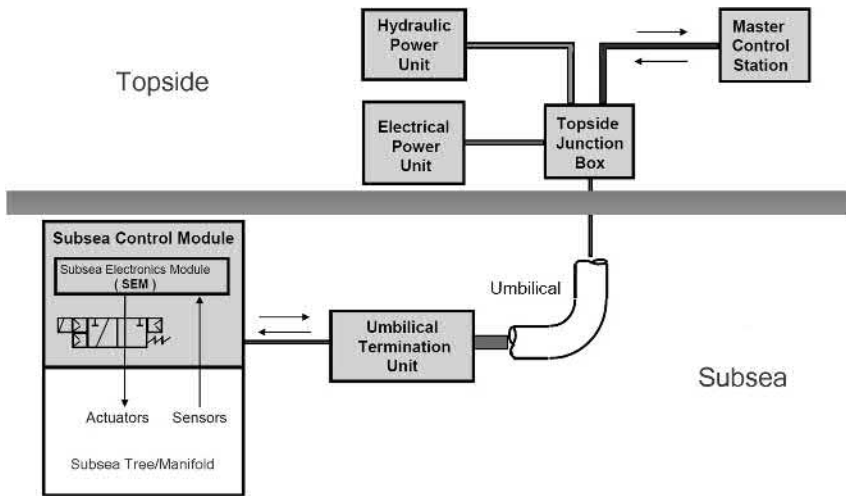 Hydraulic
Power
Unit
Master
Control
Station
Topside
Electrical
Power
Unit
Topside
Junction
Box
Subsea Control Module
Subsea Electronics Module
( SEM )
Umbilical
Umbilical
Termination
Unit
Subsea
Actuators Sensors
Subsea Tree/Manifold